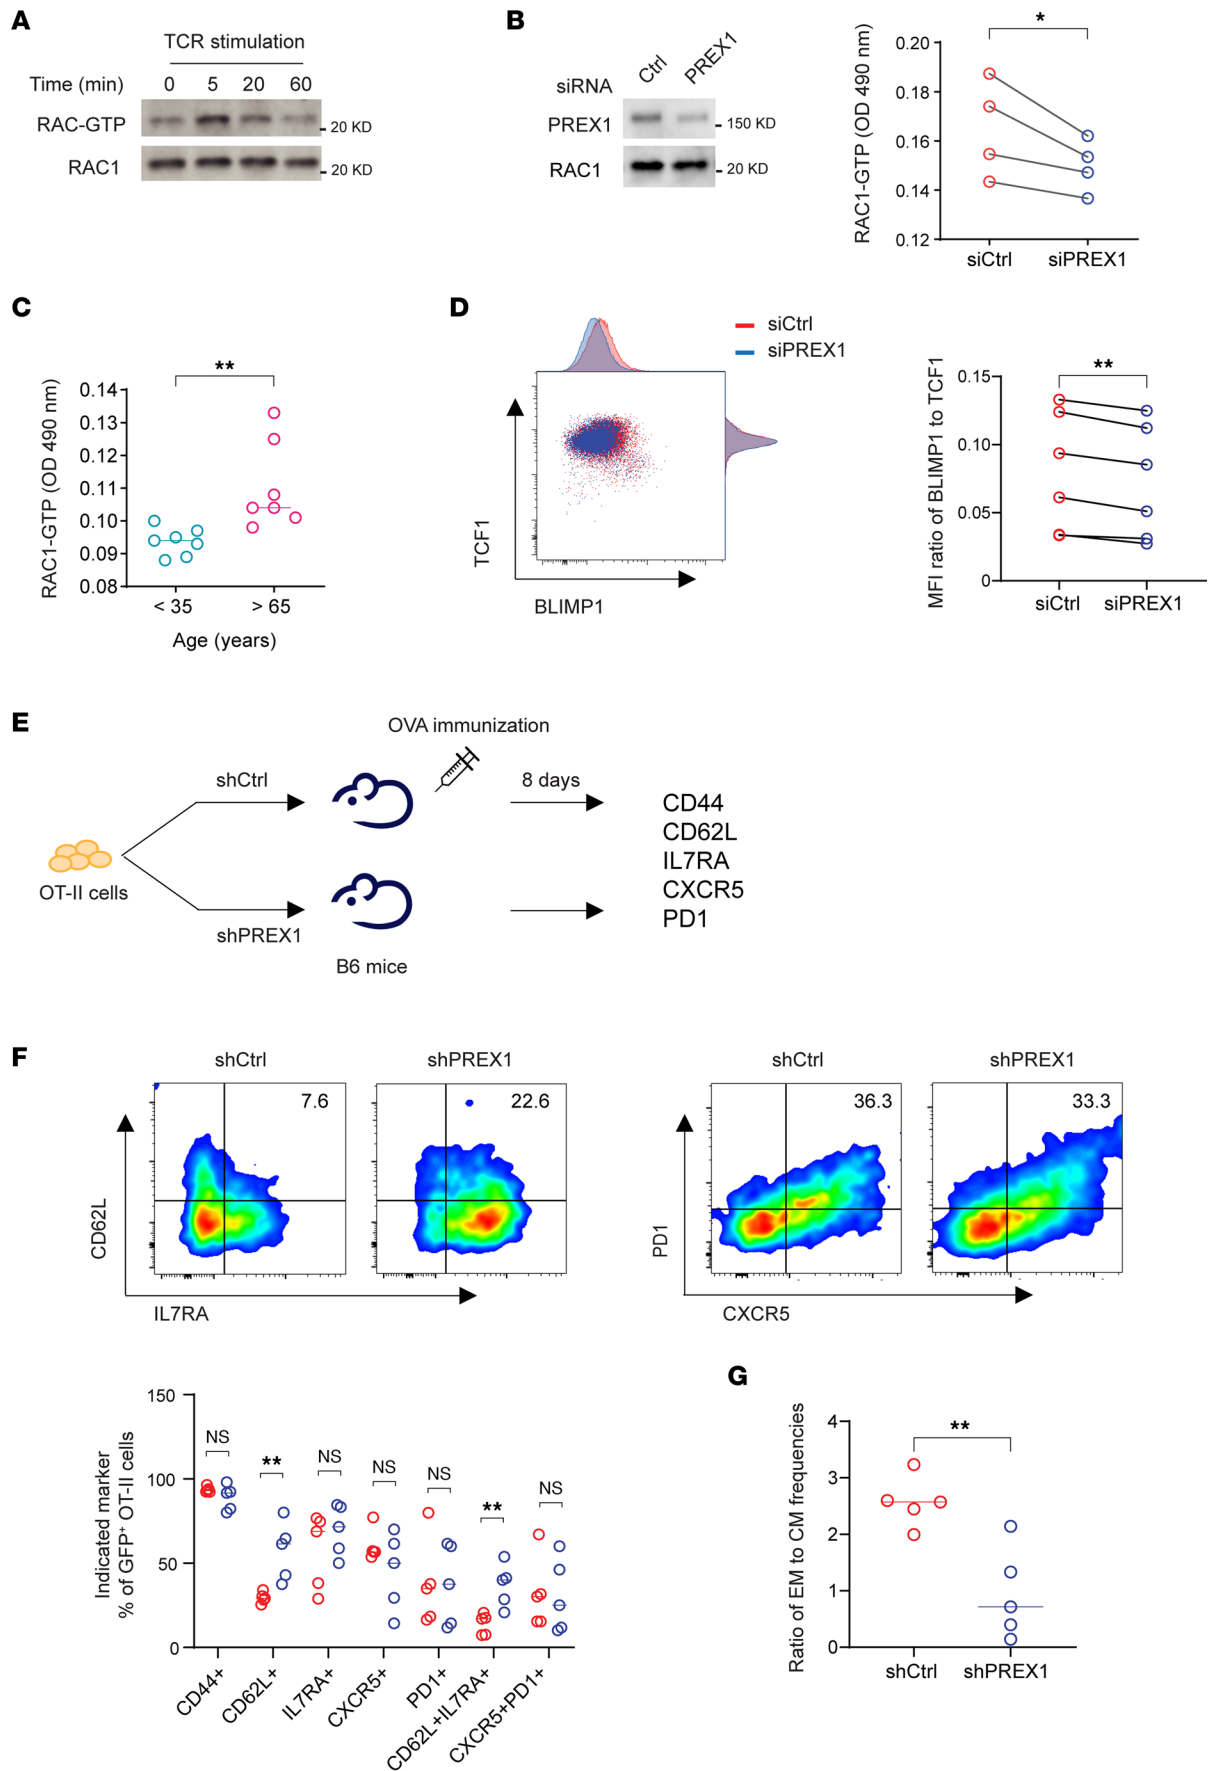 A
TCR stimulation
Time (min) 0 5 20 60
RAC-GTP
20 KD
RAC1
20 KD
B
siRNA Ctrl PREX1
PREX1
150 KD
RAC1
20 KD
*
RAC1-GTP (OD 490 nm)
0.20
0.18
0.16
0.14
0.12
siCtrl siPREX1
C
**
RAC1-GTP (OD 490 nm)
0.14
0.13
0.12
0.11
0.10
0.09
0.08
< 35 > 65
Age (years)
D
siCtrl
siPREX1
TCF1
BLIMP1
**
MFI ratio of BLIMP1 to TCF1
0.15
0.10
0.05
0
siCtrl siPREX1
E
OVA immunization
shCtrl
8 days
OT-II cells
shPREX1
B6 mice
CD44
CD62L
IL7RA
CXCR5
PD1
F
shCtrl shPREX1
7.6 22.6
CD62L
IL7RA
shCtrl shPREX1
36.3 33.3
PD1
CXCR5
Indicated marker
% of GFP⁺ OT-II cells
150
100
50
0
NS ** NS NS NS ** NS
CD44+ CD62L+ IL7RA+ CXCR5+ PD1+ CD62L+IL7RA+ CXCR5+PD1+
G
**
Ratio of EM to CM frequencies
4
3
2
1
0
shCtrl shPREX1